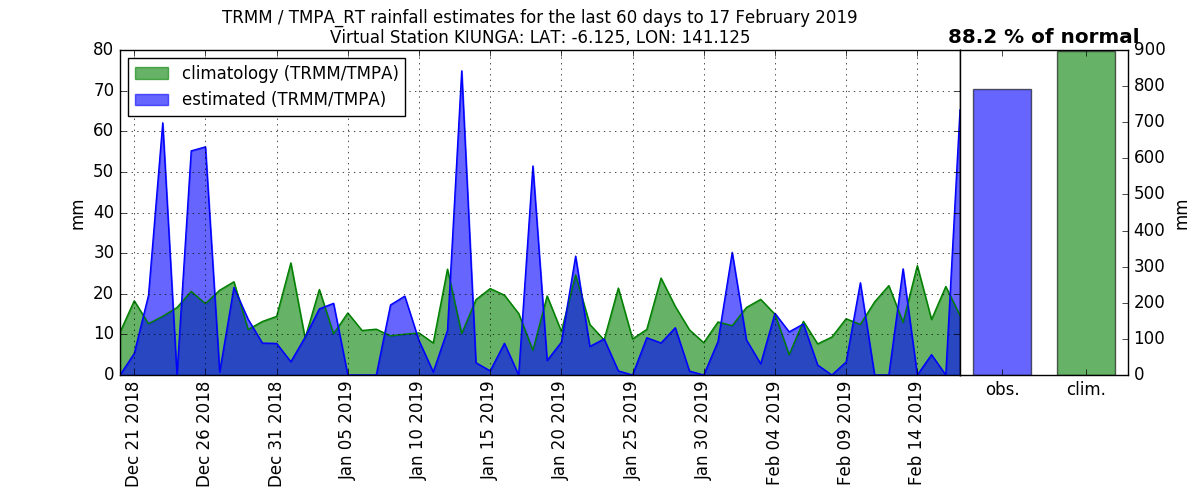 TRMM / TMPA_RT rainfall estimates for the last 60 days to 17 February 2019
Virtual Station KIUNGA: LAT: -6.125, LON: 141.125
88.2 % of normal
climatology (TRMM/TMPA)
estimated (TRMM/TMPA)
80
70
60
50
40
30
20
10
0
mm
900
800
700
600
500
400
300
200
100
0
mm
Dec 21 2018
Dec 26 2018
Dec 31 2018
Jan 05 2019
Jan 10 2019
Jan 15 2019
Jan 20 2019
Jan 25 2019
Jan 30 2019
Feb 04 2019
Feb 09 2019
Feb 14 2019
obs.
clim.